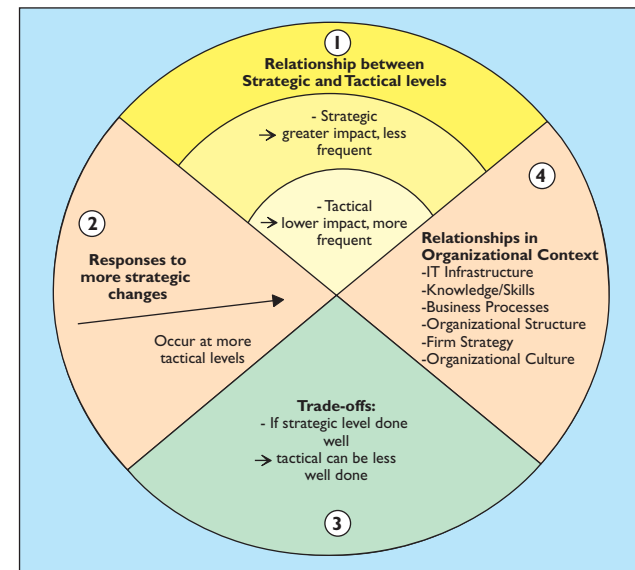 1
Relationship between
Strategic and Tactical levels
- Strategic
→ greater impact, less
frequent
- Tactical
→ lower impact, more
frequent
2
Responses to
more strategic
changes
Occur at more
tactical levels
4
Relationships in
Organizational Context
-IT Infrastructure
-Knowledge/Skills
-Business Processes
-Organizational Structure
-Firm Strategy
-Organizational Culture
Trade-offs:
- If strategic level done
well
→ tactical can be less
well done
3